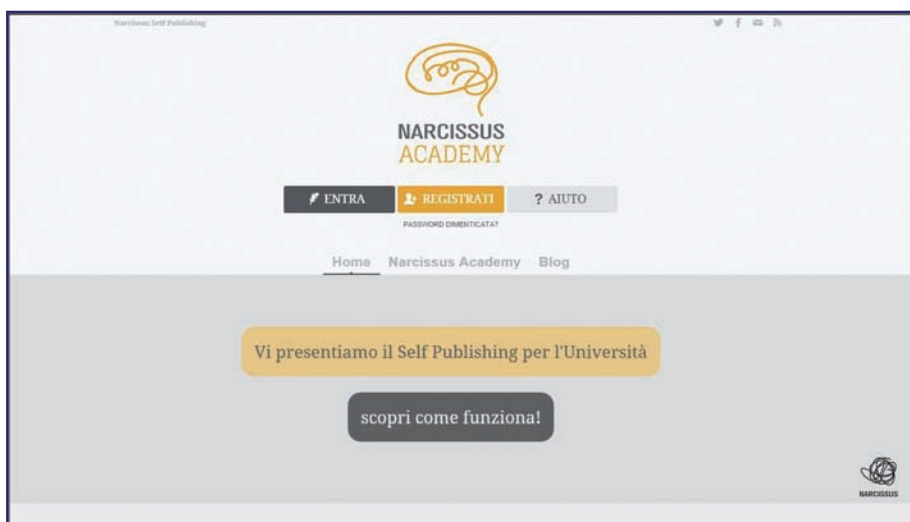 Narcissus Self Publishing
NARCISSUS
ACADEMY
ENTRA
REGISTRATI
? AIUTO
PASSWORD DIMENTICATA?
Home
Narcissus Academy
Blog
Vi presentiamo il Self Publishing per l'Università
scopri come funziona!
NARCISSUS